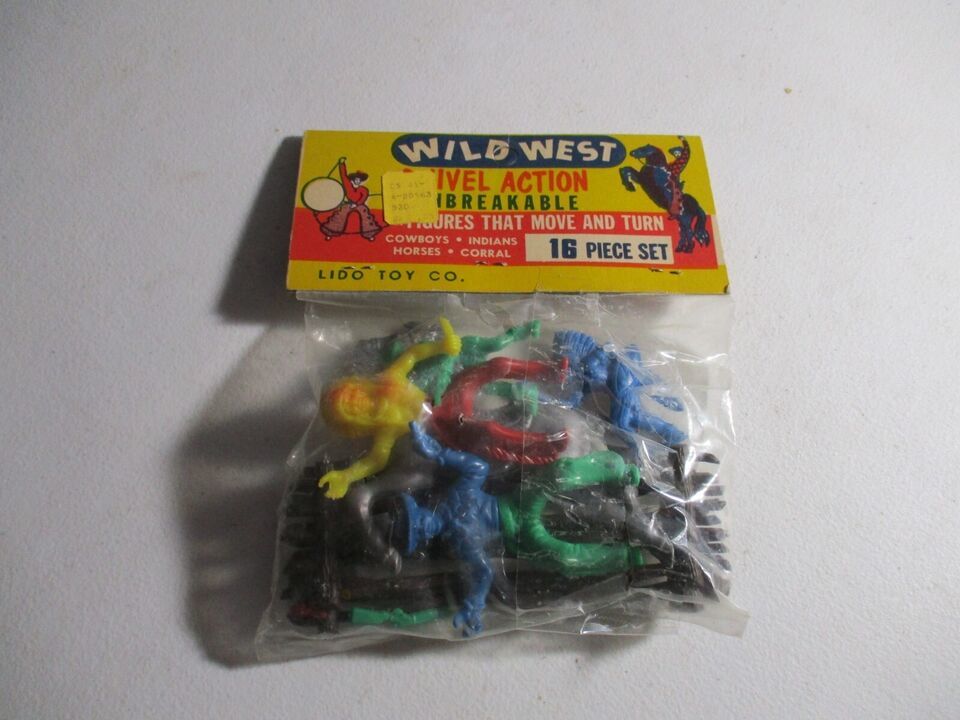 WILD WEST
IVEL ACTION
NBREAKABLE
FIGURES THAT MOVE AND TURN
COWBOYS • INDIANS
HORSES • CORRAL
16 PIECE SET
LIDO TOY CO.